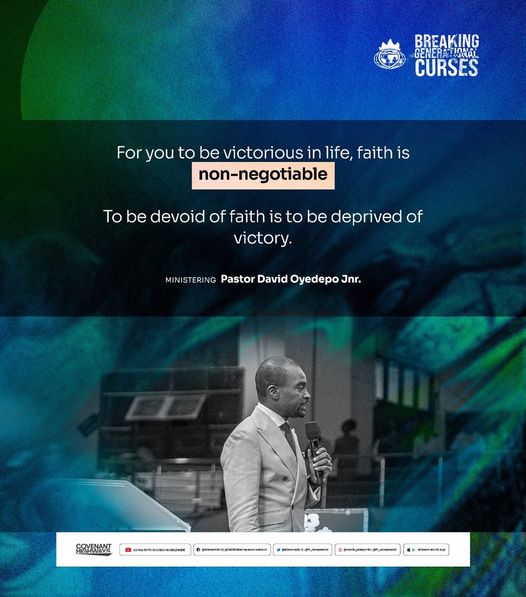 BREAKING
GENERATIONAL
CURSES
For you to be victorious in life, faith is
non-negotiable
To be devoid of faith is to be deprived of
victory.
MINISTERING Pastor David Oyedepo Jnr.
COVENANT